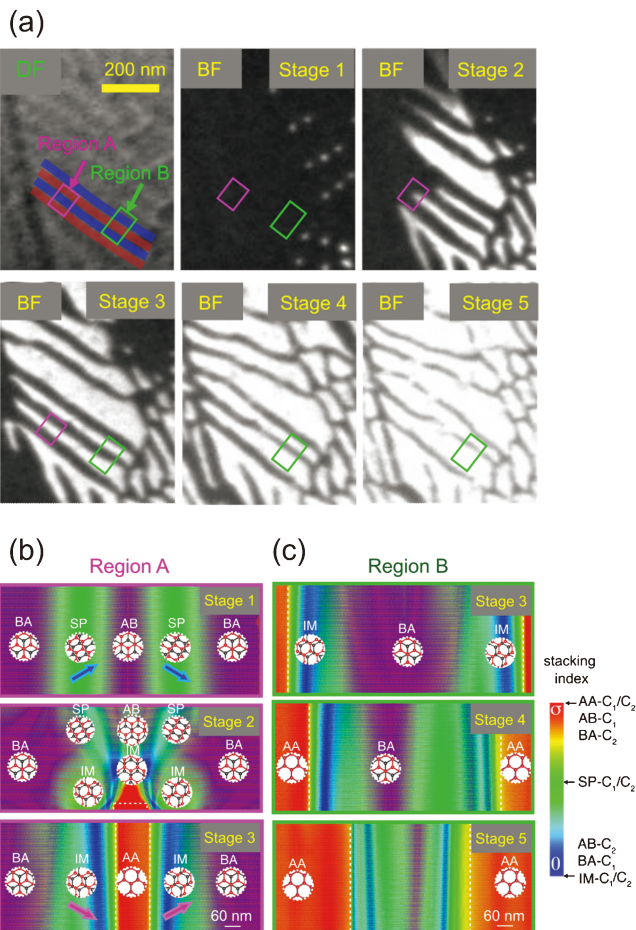 (a)
DF
200 nm
Region A
Region B
BF Stage 1
BF Stage 2
BF Stage 3
BF Stage 4
BF Stage 5
(b)
Region A
Stage 1
BA SP AB SP BA
Stage 2
SP AB SP
BA IM BA
IM IM
Stage 3
BA IM AA IM BA
60 nm
(c)
Region B
Stage 3
IM BA IM
Stage 4
AA BA AA
Stage 5
AA AA
60 nm
stacking
index
σ
AA-C₁/C₂
AB-C₁
BA-C₂
SP-C₁/C₂
AB-C₂
BA-C₁
0
IM-C₁/C₂